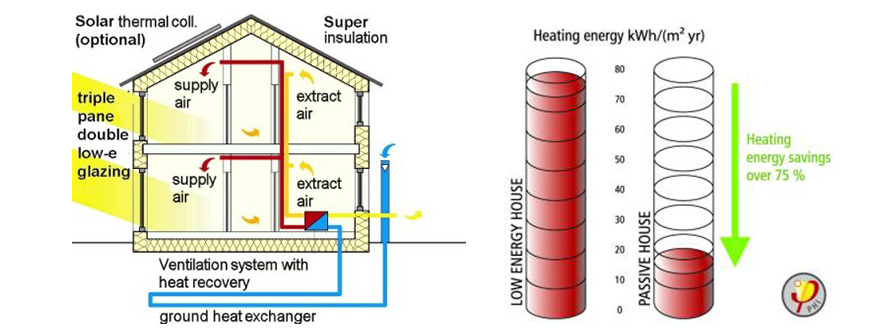 Solar thermal coll.
(optional)
Super
insulation
supply
air
extract
air
triple
pane
double
low-e
glazing
supply
air
extract
air
Ventilation system with
heat recovery
ground heat exchanger
Heating energy kWh/(m² yr)
80
70
60
50
40
30
20
10
0
LOW ENERGY HOUSE
PASSIVE HOUSE
Heating
energy savings
over 75 %
PHI